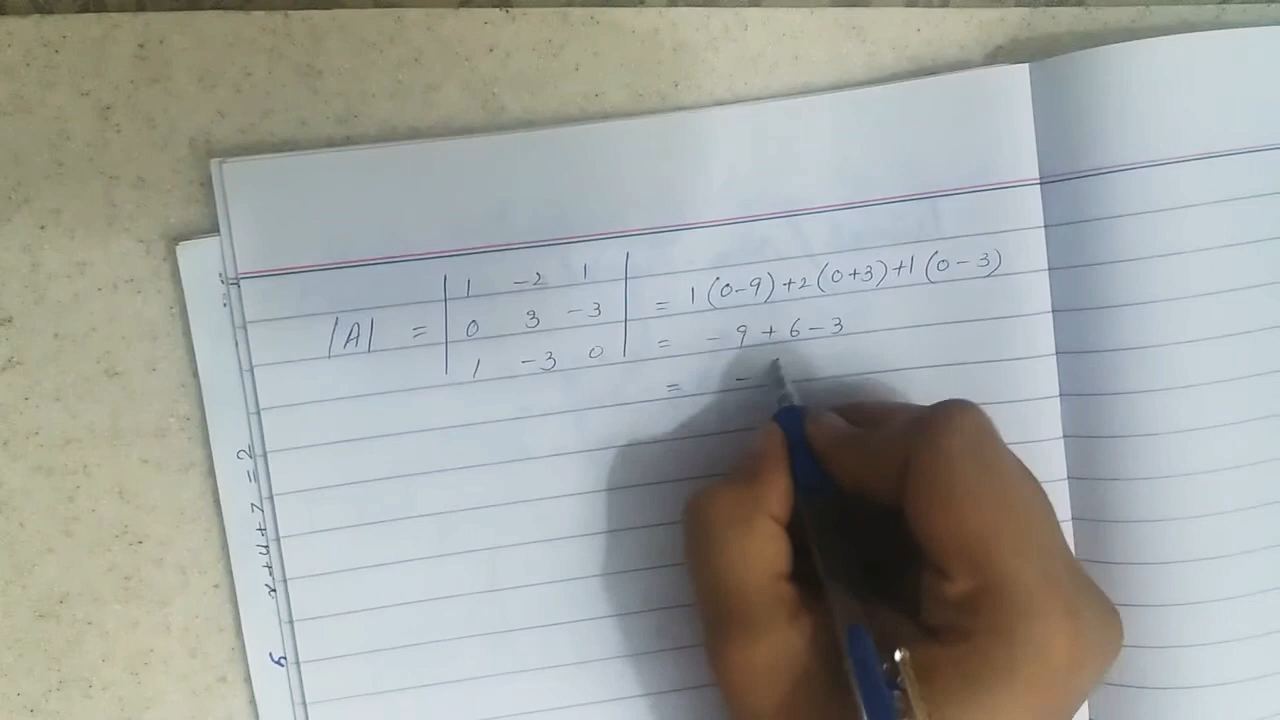 |A| = | 1 -2 1 | = 1(0-9)+2(0+3)+1(0-3)
| 0 3 -3 |
| 1 -3 0 | = -9+6-3
= -
x+y+z=2